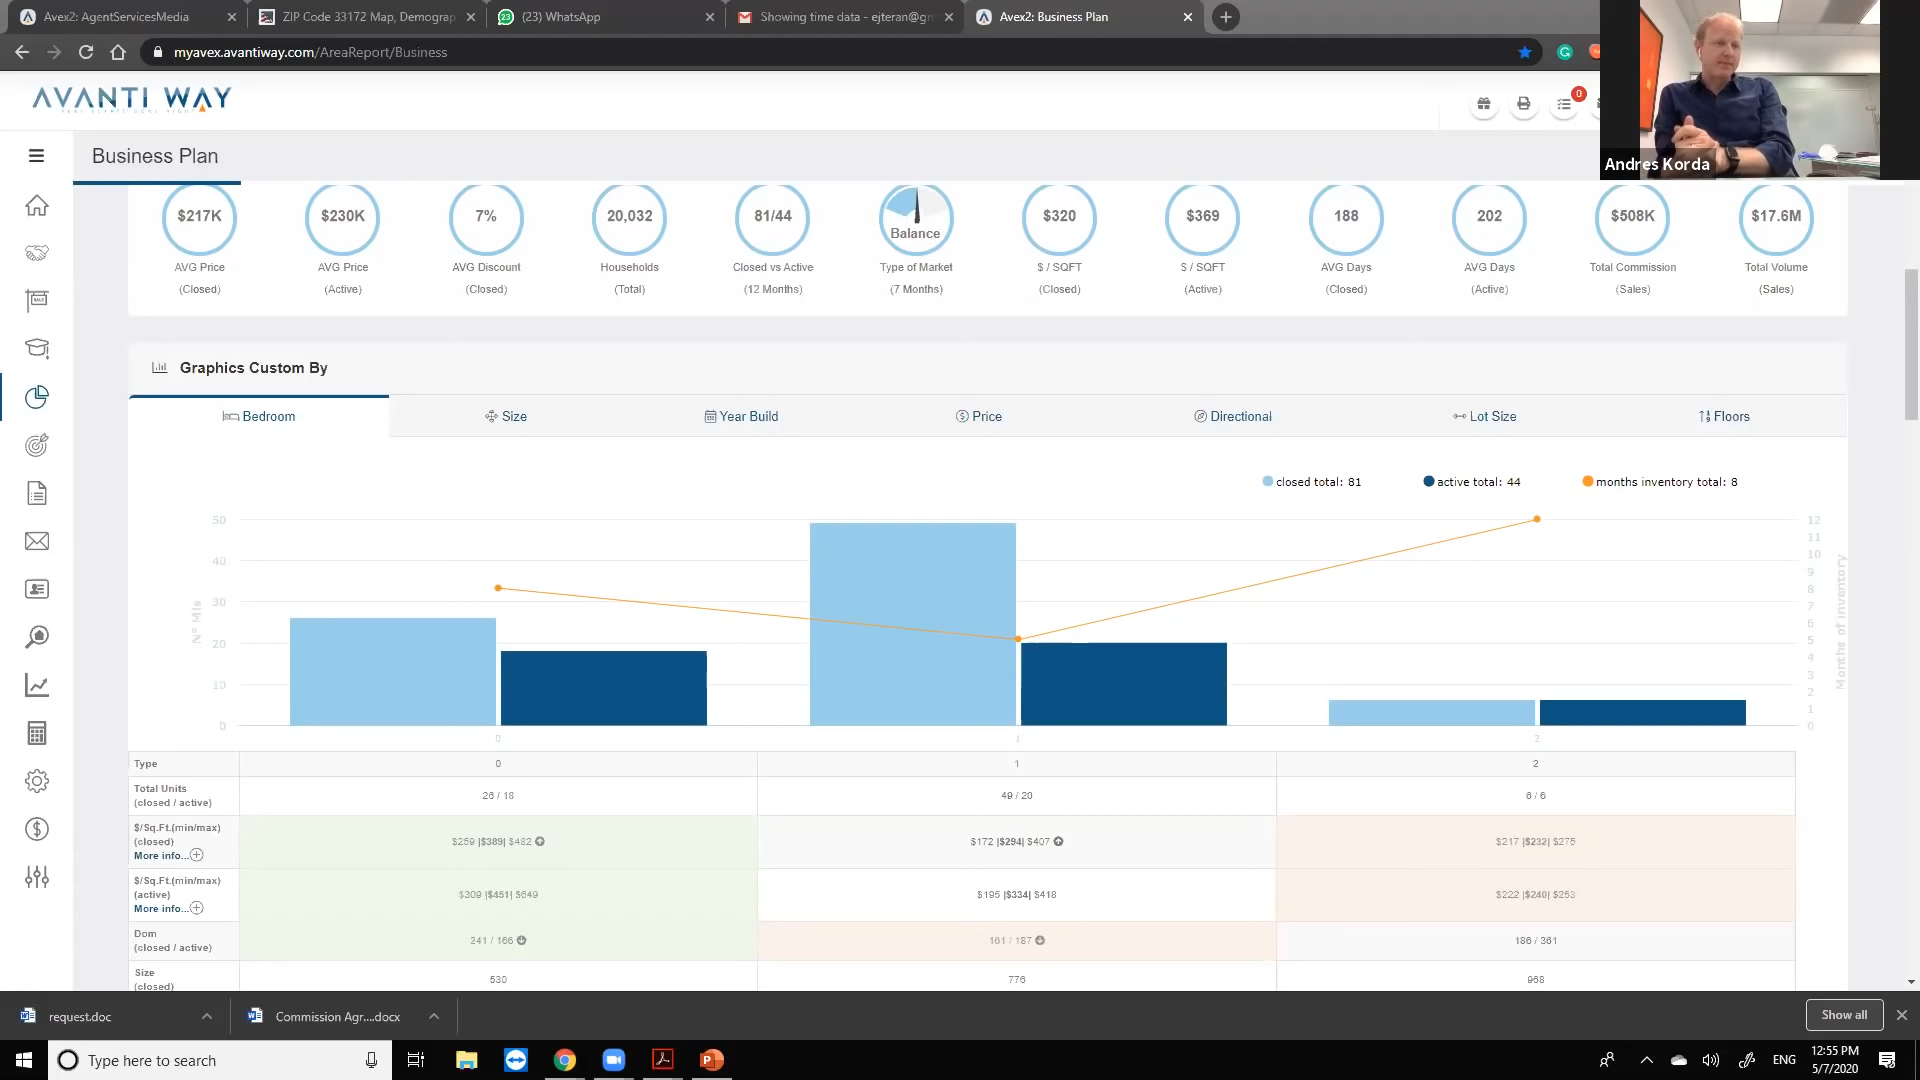 Avex2: AgentServicesMedia
ZIP Code 33172 Map, Demograp
(23) WhatsApp
Showing time data - ejteran@gm
Avex2: Business Plan
myavex.avantiway.com/AreaReport/Business
AVANTI WAY
0
Andres Korda
Business Plan
$217K
$230K
7%
20,032
81/44
Balance
$320
$369
188
202
$508K
$17.6M
AVG Price
AVG Price
AVG Discount
Households
Closed vs Active
Type of Market
$ / SQFT
$ / SQFT
AVG Days
AVG Days
Total Commission
Total Volume
(Closed)
(Active)
(Closed)
(Total)
(12 Months)
(7 Months)
(Closed)
(Active)
(Closed)
(Active)
(Sales)
(Sales)
Graphics Custom By
Bedroom
Size
Year Build
Price
Directional
Lot Size
Floors
closed total: 81
active total: 44
months inventory total: 8
50
40
30
20
10
0
N° Mls
12
11
10
9
8
7
6
5
4
3
2
1
0
Months of inventory
0
1
2
Type
0
1
2
Total Units
(closed / active)
26 / 18
49 / 20
6 / 6
$/Sq.Ft.(min/max)
(closed)
More info...
$259 |$389| $482
$172 |$294| $407
$217 |$232| $275
$/Sq.Ft.(min/max)
(active)
More info...
$309 |$451| $649
$195 |$334| $418
$222 |$240| $253
Dom
(closed / active)
241 / 166
161 / 187
186 / 361
Size
(closed)
530
776
968
request.doc
Commission Agr....docx
Show all
Type here to search
ENG
12:55 PM
5/7/2020